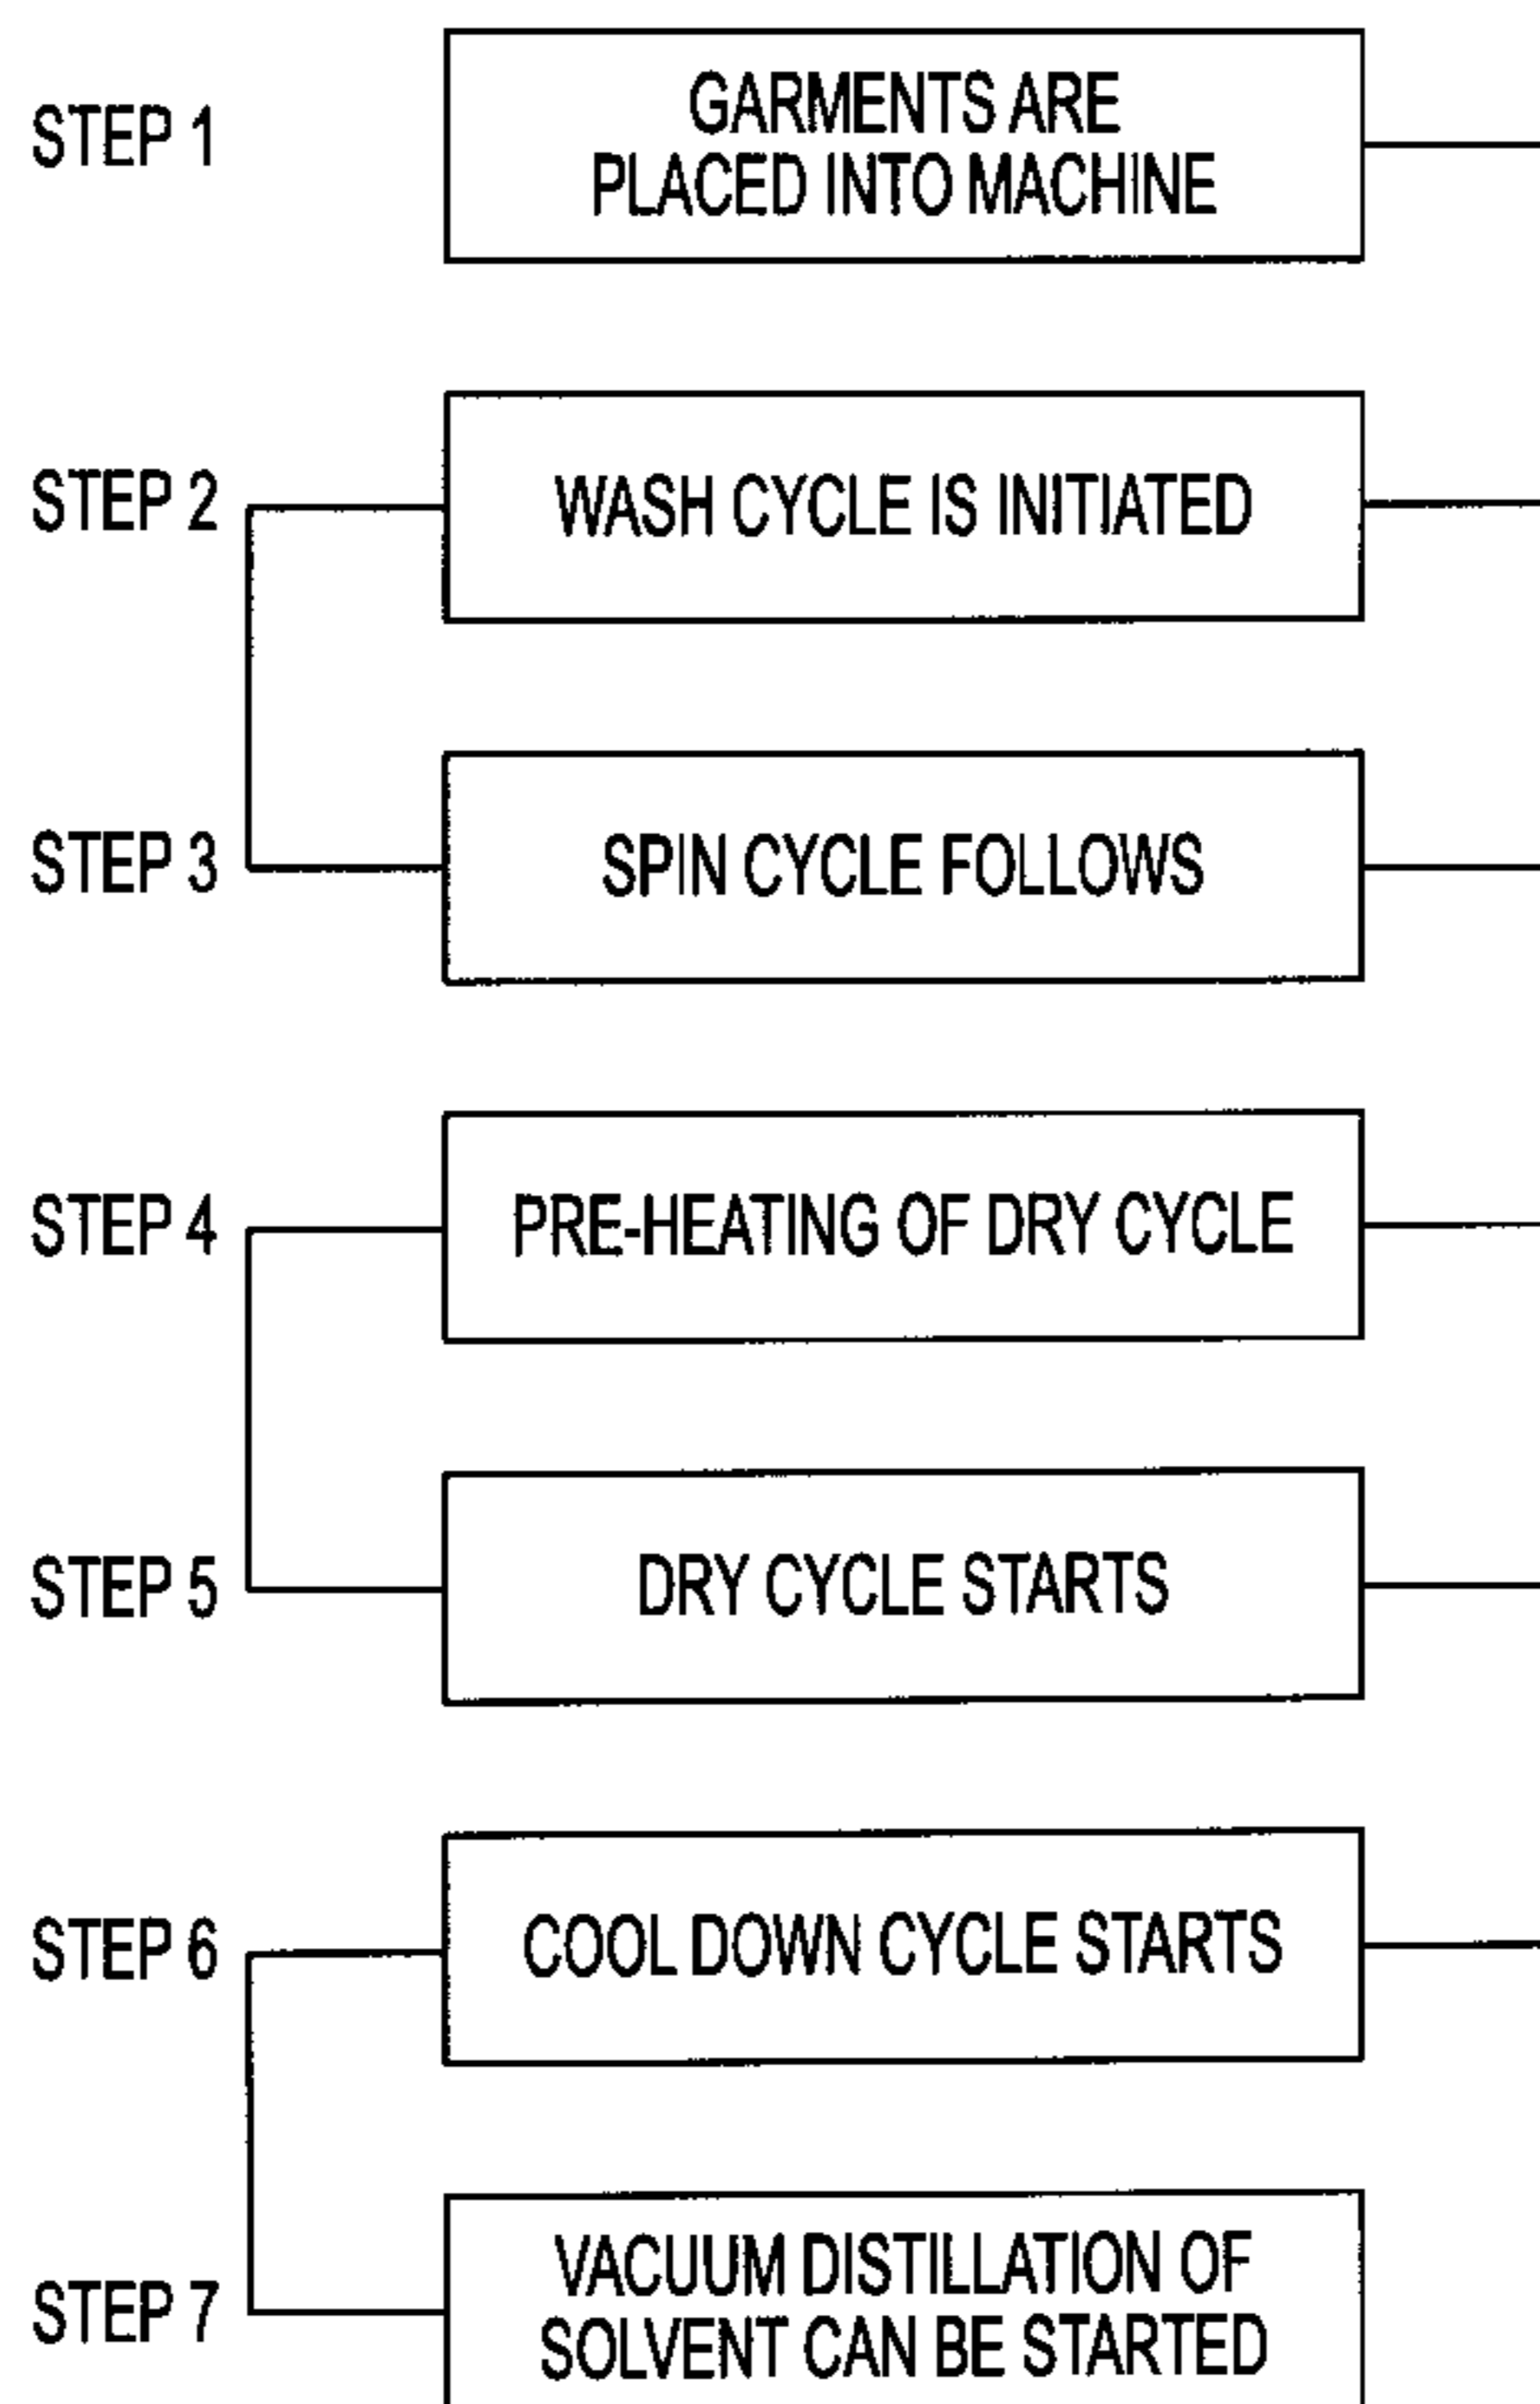 STEP 1
GARMENTS ARE
PLACED INTO MACHINE
STEP 2
WASH CYCLE IS INITIATED
STEP 3
SPIN CYCLE FOLLOWS
STEP 4
PRE-HEATING OF DRY CYCLE
STEP 5
DRY CYCLE STARTS
STEP 6
COOL DOWN CYCLE STARTS
STEP 7
VACUUM DISTILLATION OF
SOLVENT CAN BE STARTED